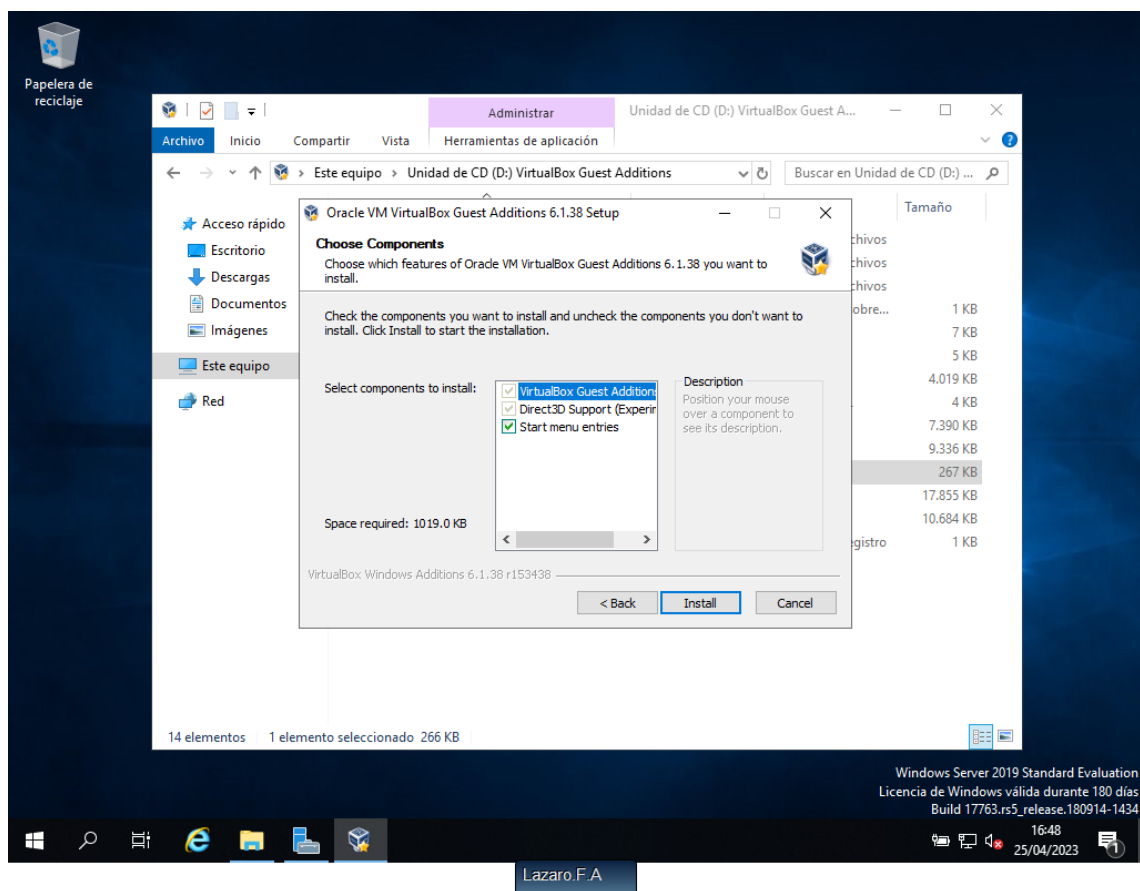 Papelera de
reciclaje
Administrar
Unidad de CD (D:) VirtualBox Guest A...
Archivo
Inicio
Compartir
Vista
Herramientas de aplicación
Este equipo > Unidad de CD (D:) VirtualBox Guest Additions
Buscar en Unidad de CD (D:) ...
Tamaño
Acceso rápido
Escritorio
Descargas
Documentos
Imágenes
Este equipo
Red
Oracle VM VirtualBox Guest Additions 6.1.38 Setup
Choose Components
Choose which features of Oracle VM VirtualBox Guest Additions 6.1.38 you want to
install.
Check the components you want to install and uncheck the components you don't want to
install. Click Install to start the installation.
Select components to install:
VirtualBox Guest Additions
Direct3D Support (Experir
Start menu entries
Description
Position your mouse
over a component to
see its description.
Space required: 1019.0 KB
VirtualBox Windows Additions 6.1.38 r153438
< Back
Install
Cancel
chivos
chivos
chivos
obre...
1 KB
7 KB
5 KB
4.019 KB
4 KB
7.390 KB
9.336 KB
267 KB
17.855 KB
10.684 KB
egistro
1 KB
14 elementos
1 elemento seleccionado 266 KB
Windows Server 2019 Standard Evaluation
Licencia de Windows válida durante 180 días
Build 17763.rs5_release.180914-1434
16:48
25/04/2023
1
Lazaro.F.A